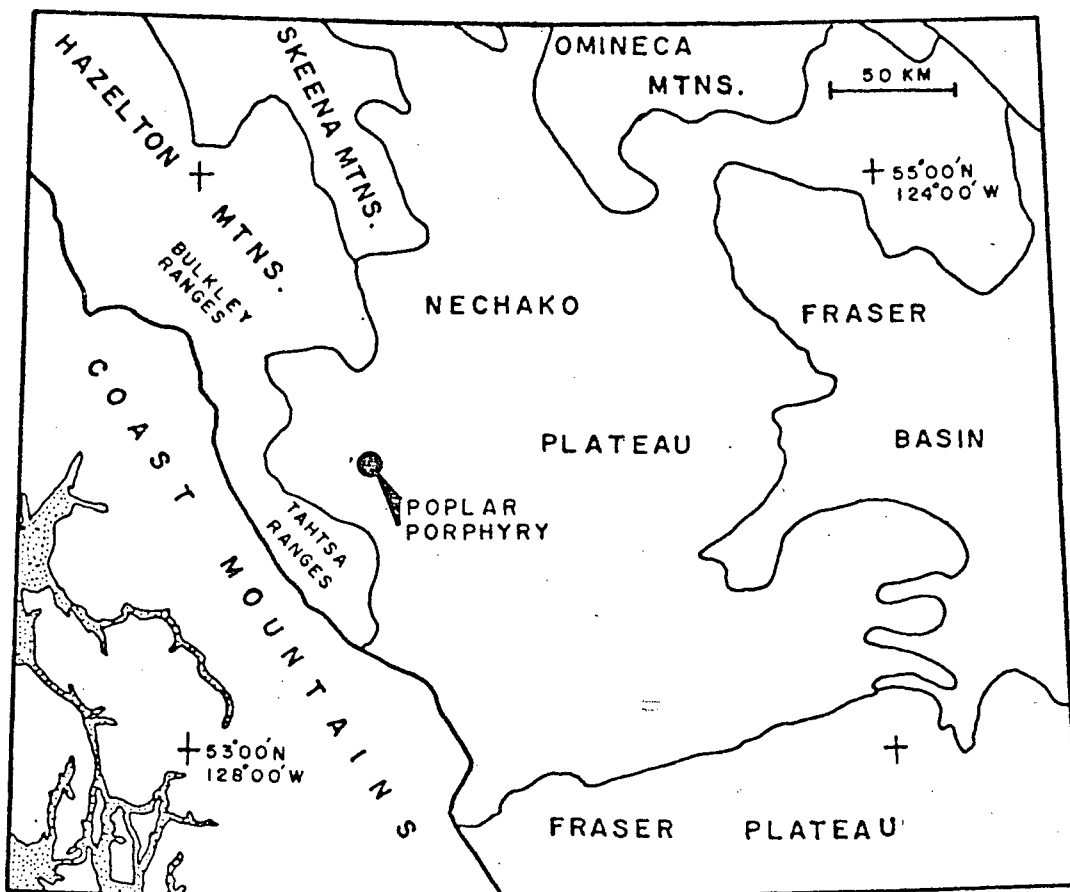 HAZELTON MTNS.
SKEENA MTNS.
OMINECA
MTNS.
50 KM
55°00'N
124°00'W
BULKLEY
RANGES
NECHAKO
FRASER
COAST MOUNTAINS
PLATEAU
BASIN
POPLAR
PORPHYRY
TAHTSA
RANGES
53°00'N
128°00'W
FRASER PLATEAU